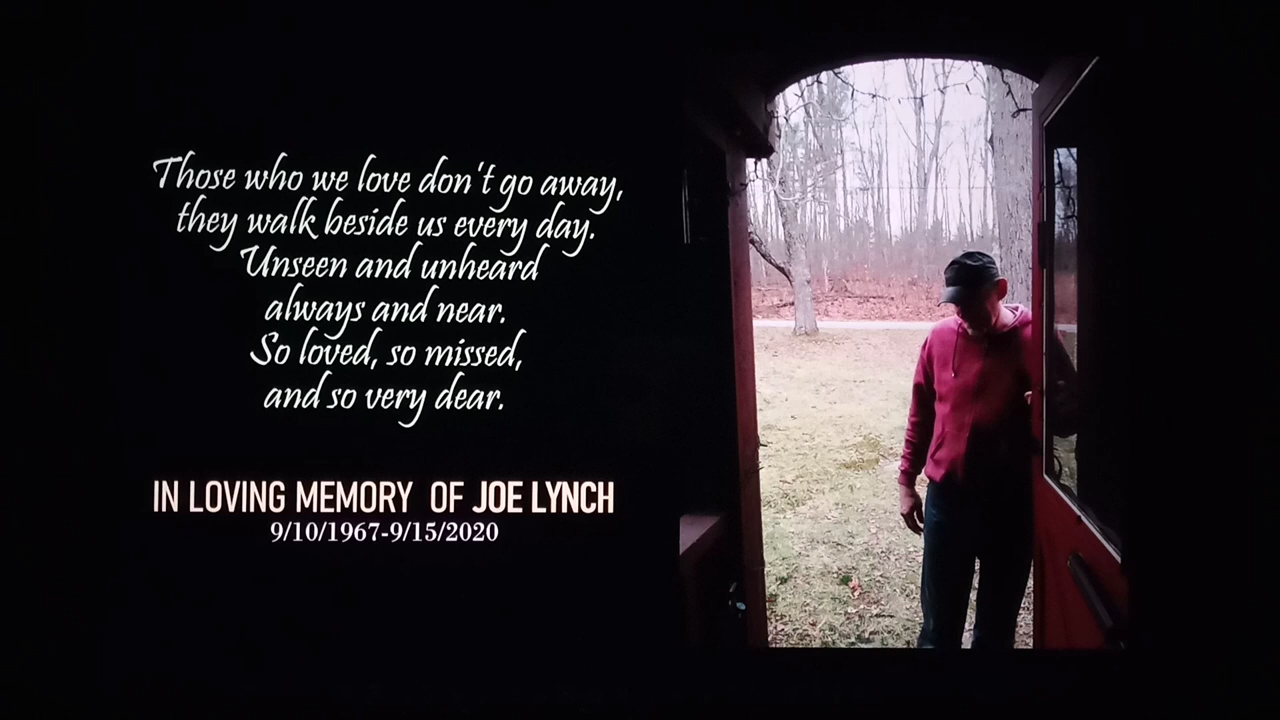 Those who we love don't go away,
they walk beside us every day.
Unseen and unheard
always and near.
So loved, so missed,
and so very dear.
IN LOVING MEMORY OF JOE LYNCH
9/10/1967-9/15/2020